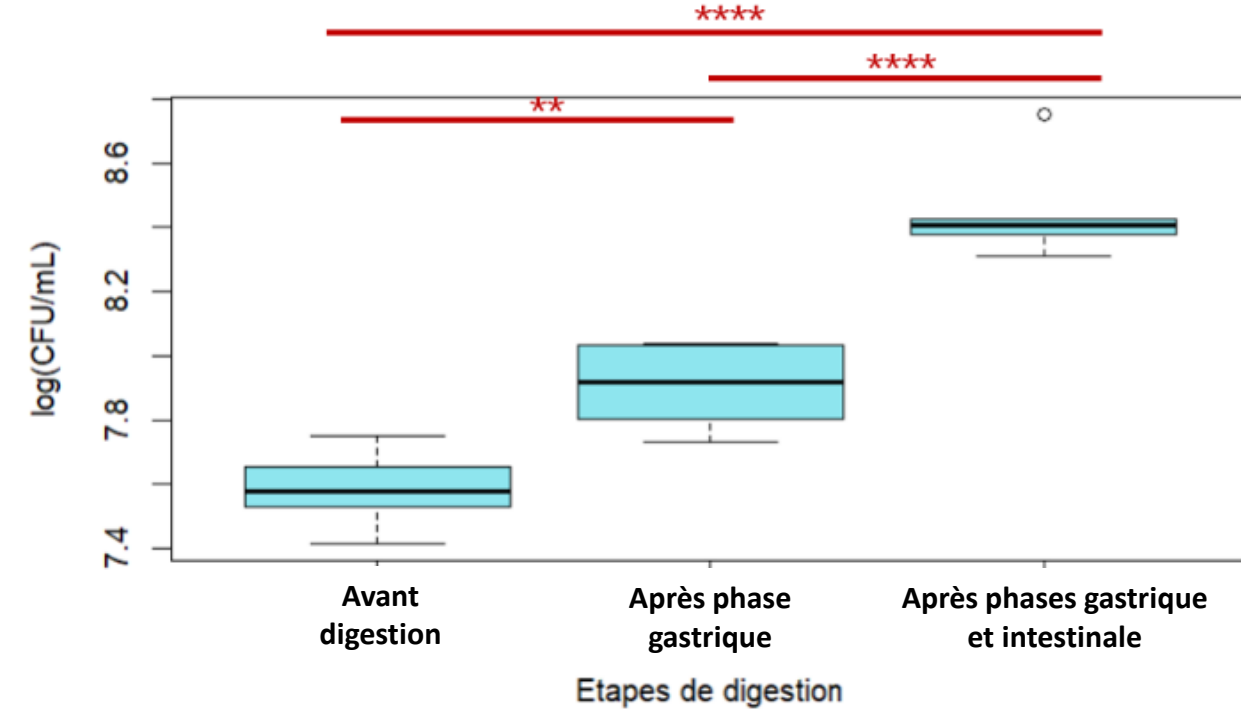 ****
****
**
8.6
8.2
7.8
7.4
log(CFU/mL)
Avant
digestion
Après phase
gastrique
Après phases gastrique
et intestinale
Etapes de digestion